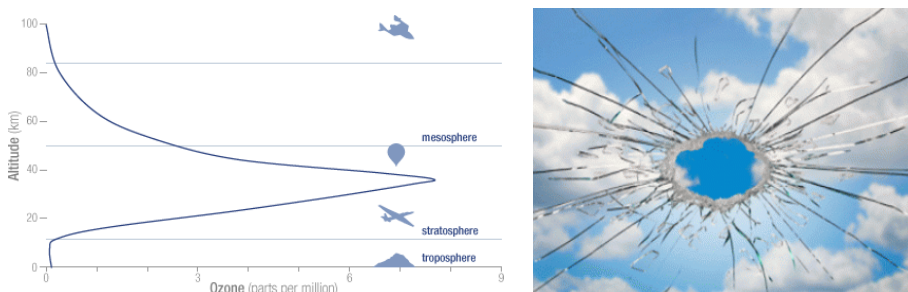 100
80
60
mesosphere
Altitude (km)
40
20
stratosphere
troposphere
0
0
3
6
9
Ozone (parts per million)